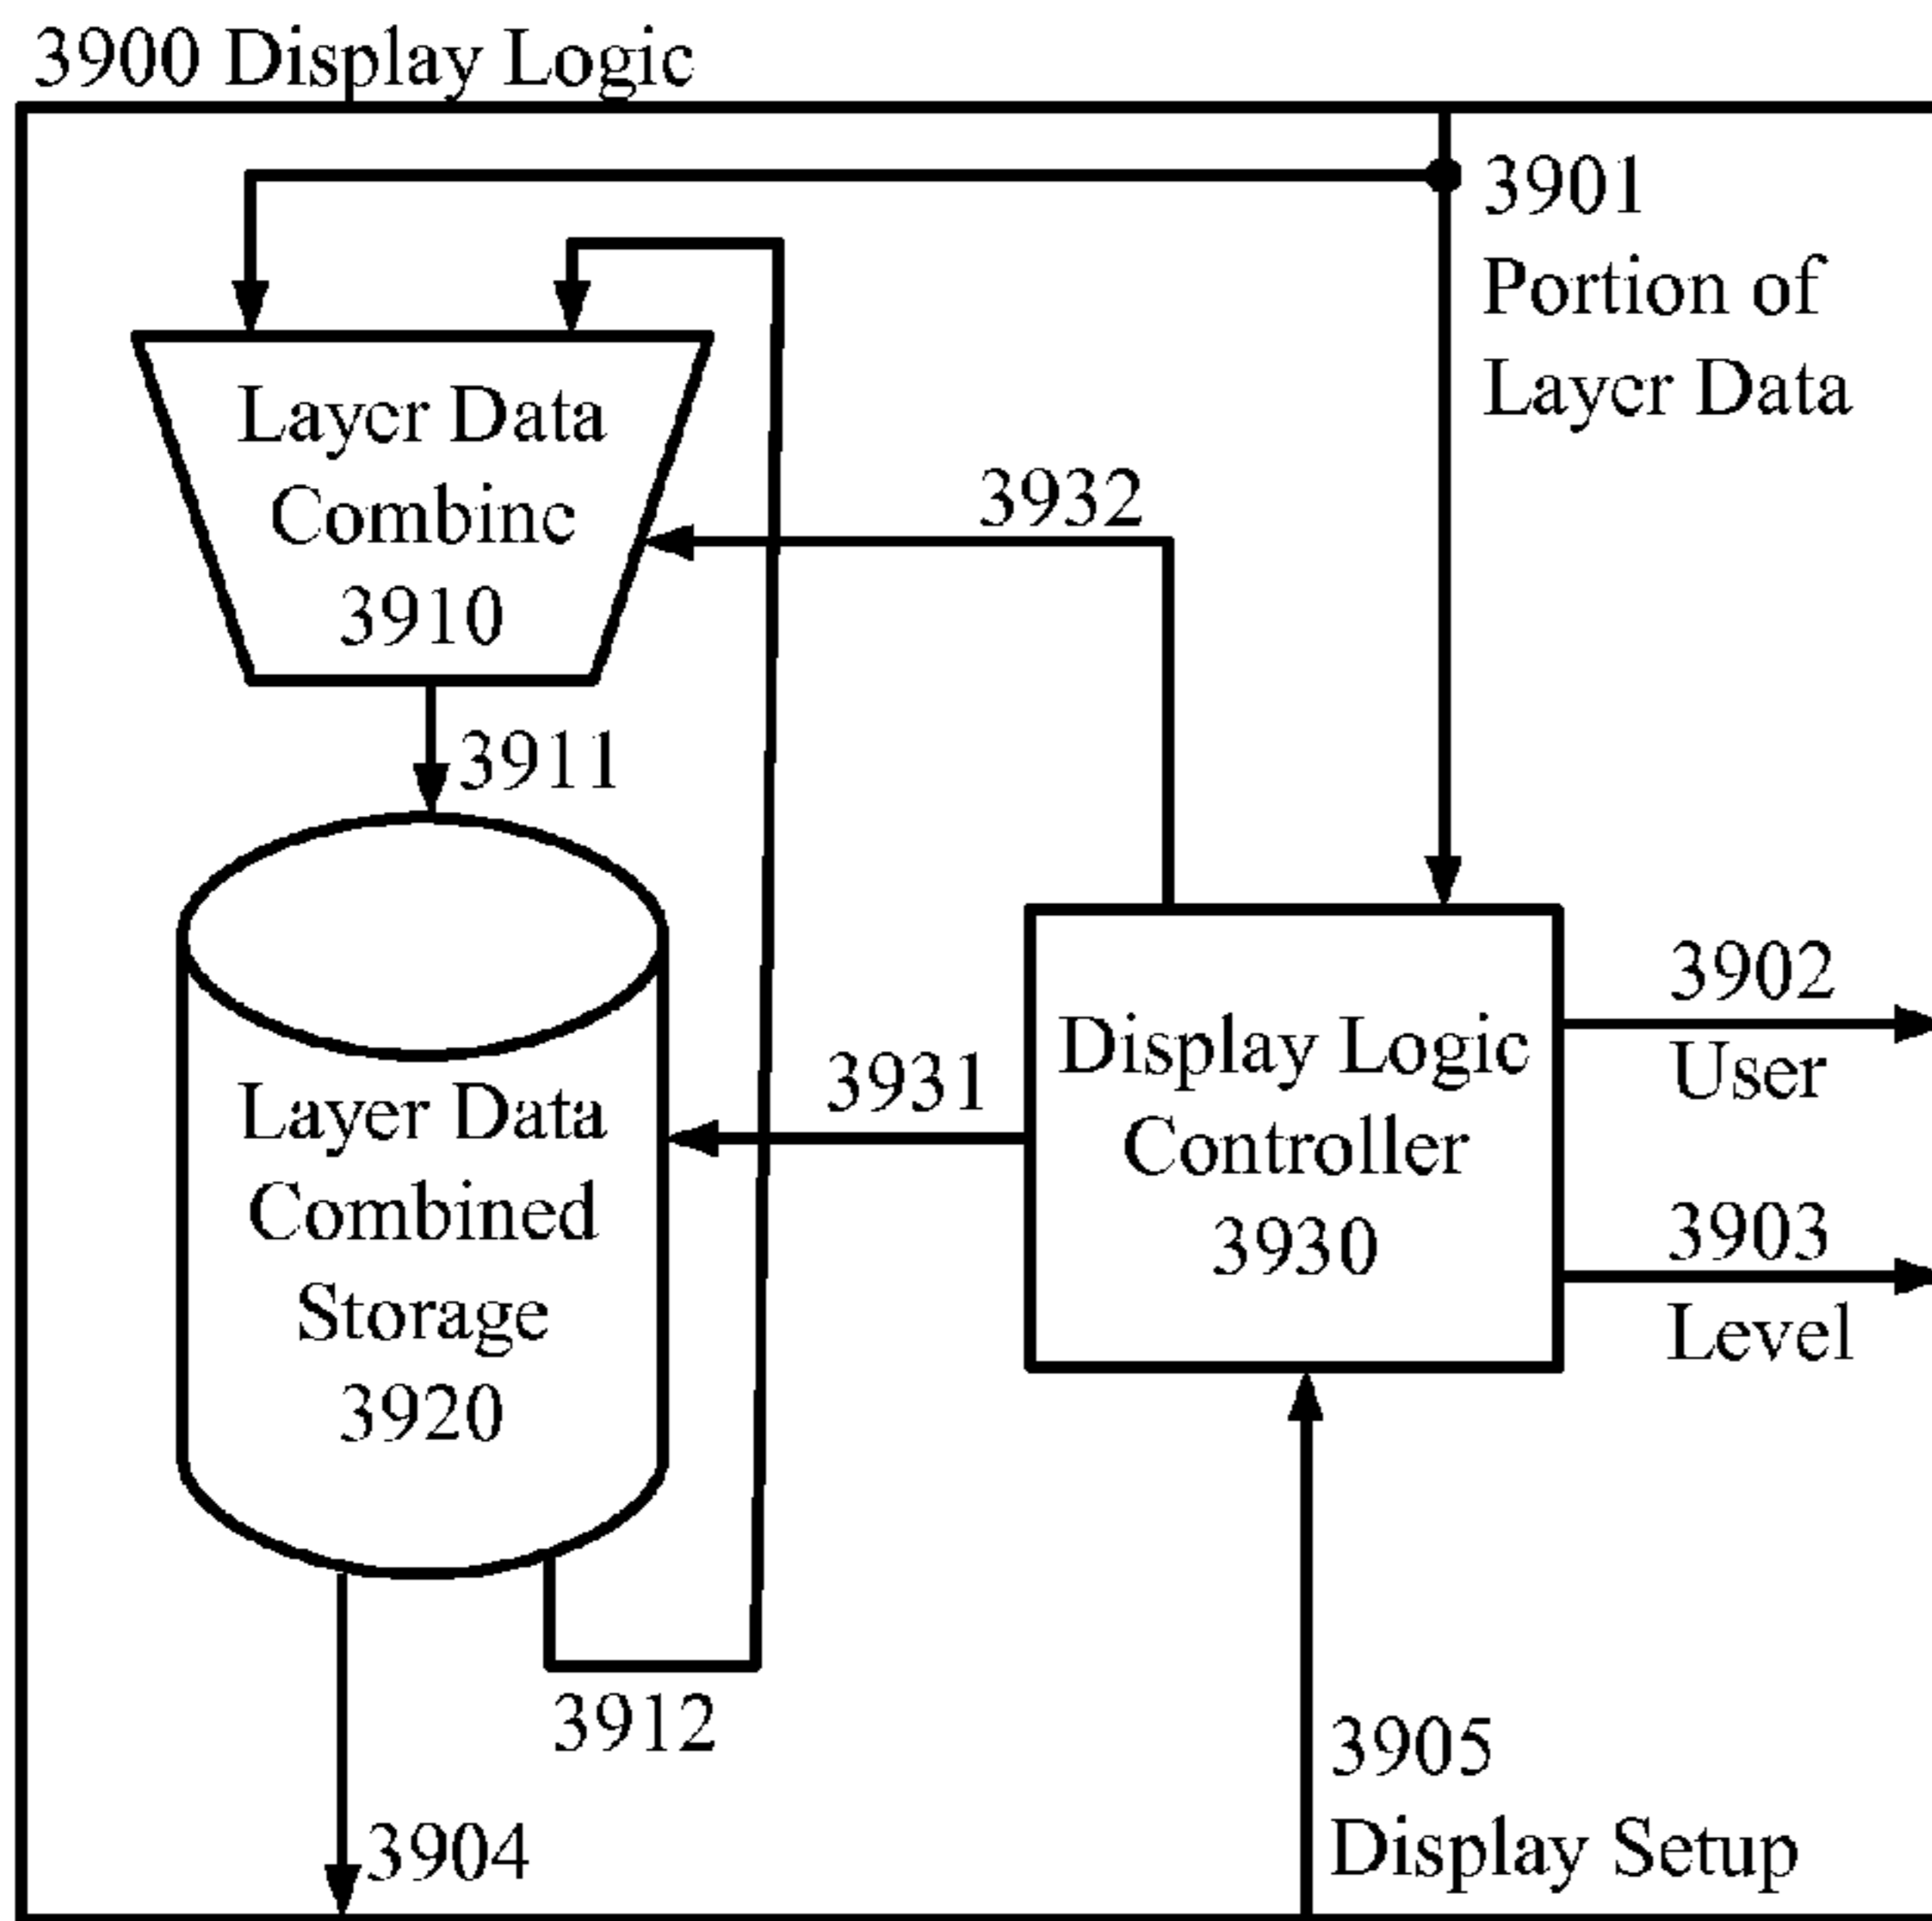 3900 Display Logic
3901
Portion of
Layer Data
Layer Data
Combine
3910
3932
3911
3902
User
Display Logic
Controller
3930
3931
Layer Data
Combined
Storage
3920
3903
Level
3912
3905
Display Setup
3904